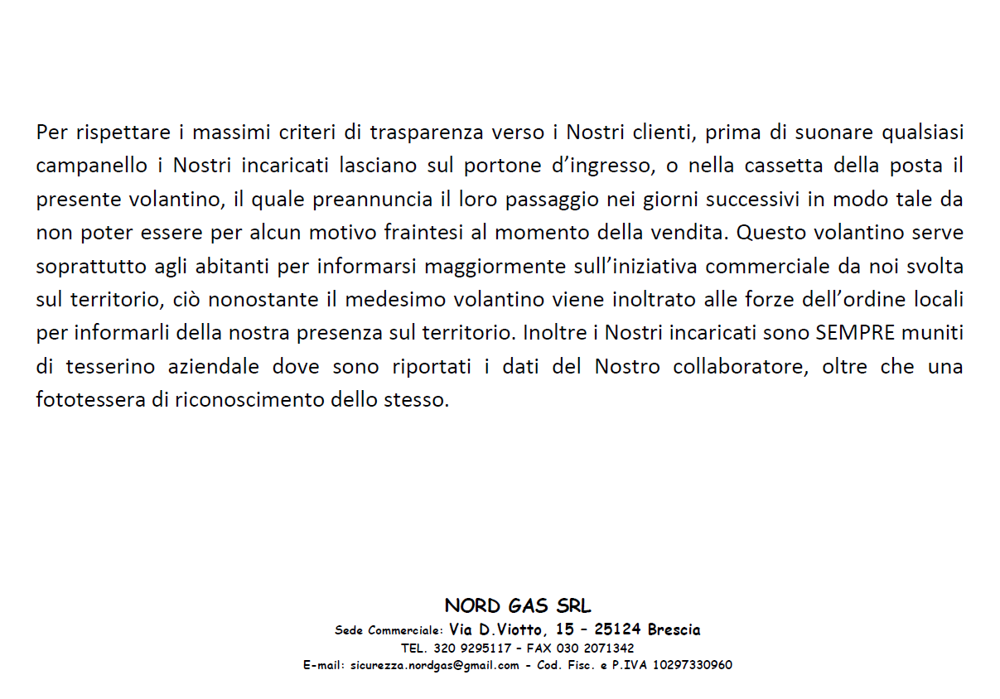 Per rispettare i massimi criteri di trasparenza verso i Nostri clienti, prima di suonare qualsiasi
campanello i Nostri incaricati lasciano sul portone d’ingresso, o nella cassetta della posta il
presente volantino, il quale preannuncia il loro passaggio nei giorni successivi in modo tale da
non poter essere per alcun motivo fraintesi al momento della vendita. Questo volantino serve
soprattutto agli abitanti per informarsi maggiormente sull’iniziativa commerciale da noi svolta
sul territorio, ciò nonostante il medesimo volantino viene inoltrato alle forze dell’ordine locali
per informarli della nostra presenza sul territorio. Inoltre i Nostri incaricati sono SEMPRE muniti
di tesserino aziendale dove sono riportati i dati del Nostro collaboratore, oltre che una
fototessera di riconoscimento dello stesso.
NORD GAS SRL
Sede Commerciale: Via D.Viotto, 15 – 25124 Brescia
TEL. 320 9295117 – FAX 030 2071342
E-mail: sicurezza.nordgas@gmail.com - Cod. Fisc. e P.IVA 10297330960